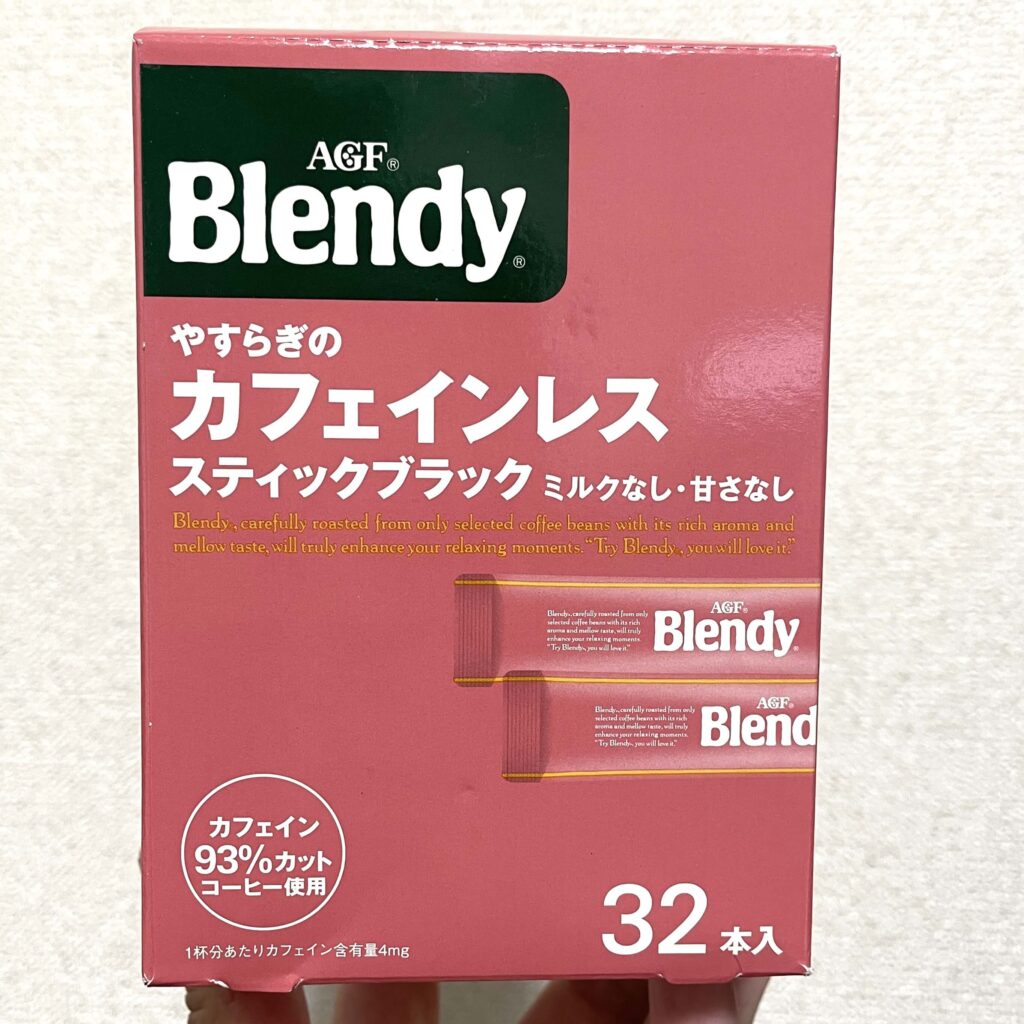 AGF®
Blendy®
やすらぎの
カフェインレス
スティックブラック ミルクなし・甘さなし
Blendy®, carefully roasted from only selected coffee beans with its rich aroma and
mellow taste, will truly enhance your relaxing moments. "Try Blendy®, you will love it."
AGF®
Blendy®
Blendy®, carefully roasted from only
selected coffee beans with its rich
aroma and mellow taste, will truly
enhance your relaxing moments.
"Try Blendy®, you will love it."
AGF®
Blend
Blendy®, carefully roasted from only
selected coffee beans with its rich
aroma and mellow taste, will truly
enhance your relaxing moments.
"Try Blendy®, you will love it."
カフェイン
93%カット
コーヒー使用
1杯分あたりカフェイン含有量4mg
32本入